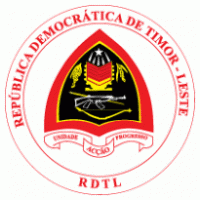 REPÚBLICA DEMOCRÁTICA DE TIMOR - LESTE
UNIDADE
ACÇÃO
PROGRESSO
RDTL